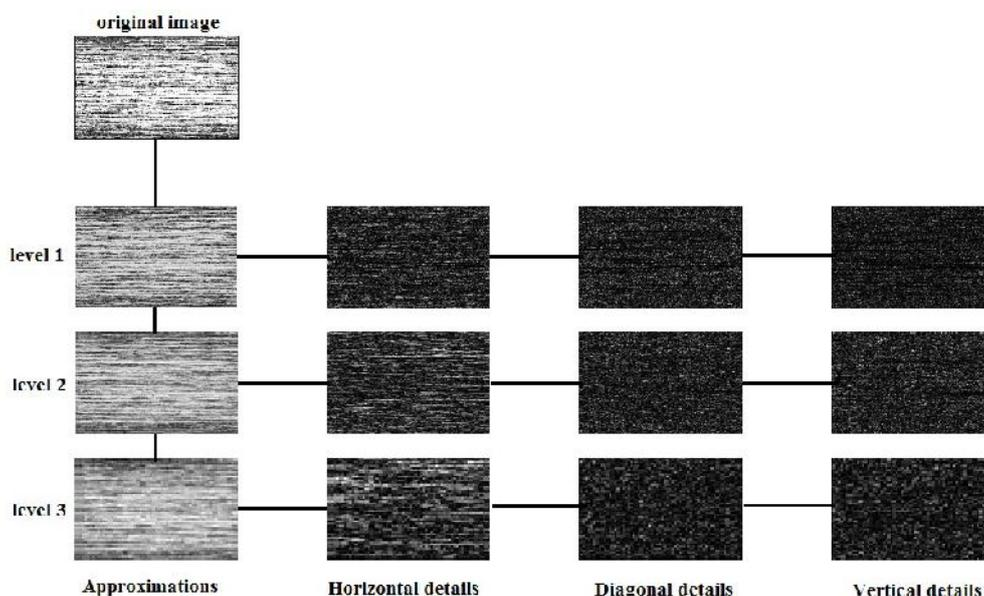 original image
level 1
level 2
level 3
Approximations Horizontal details Diagonal details Vertical details